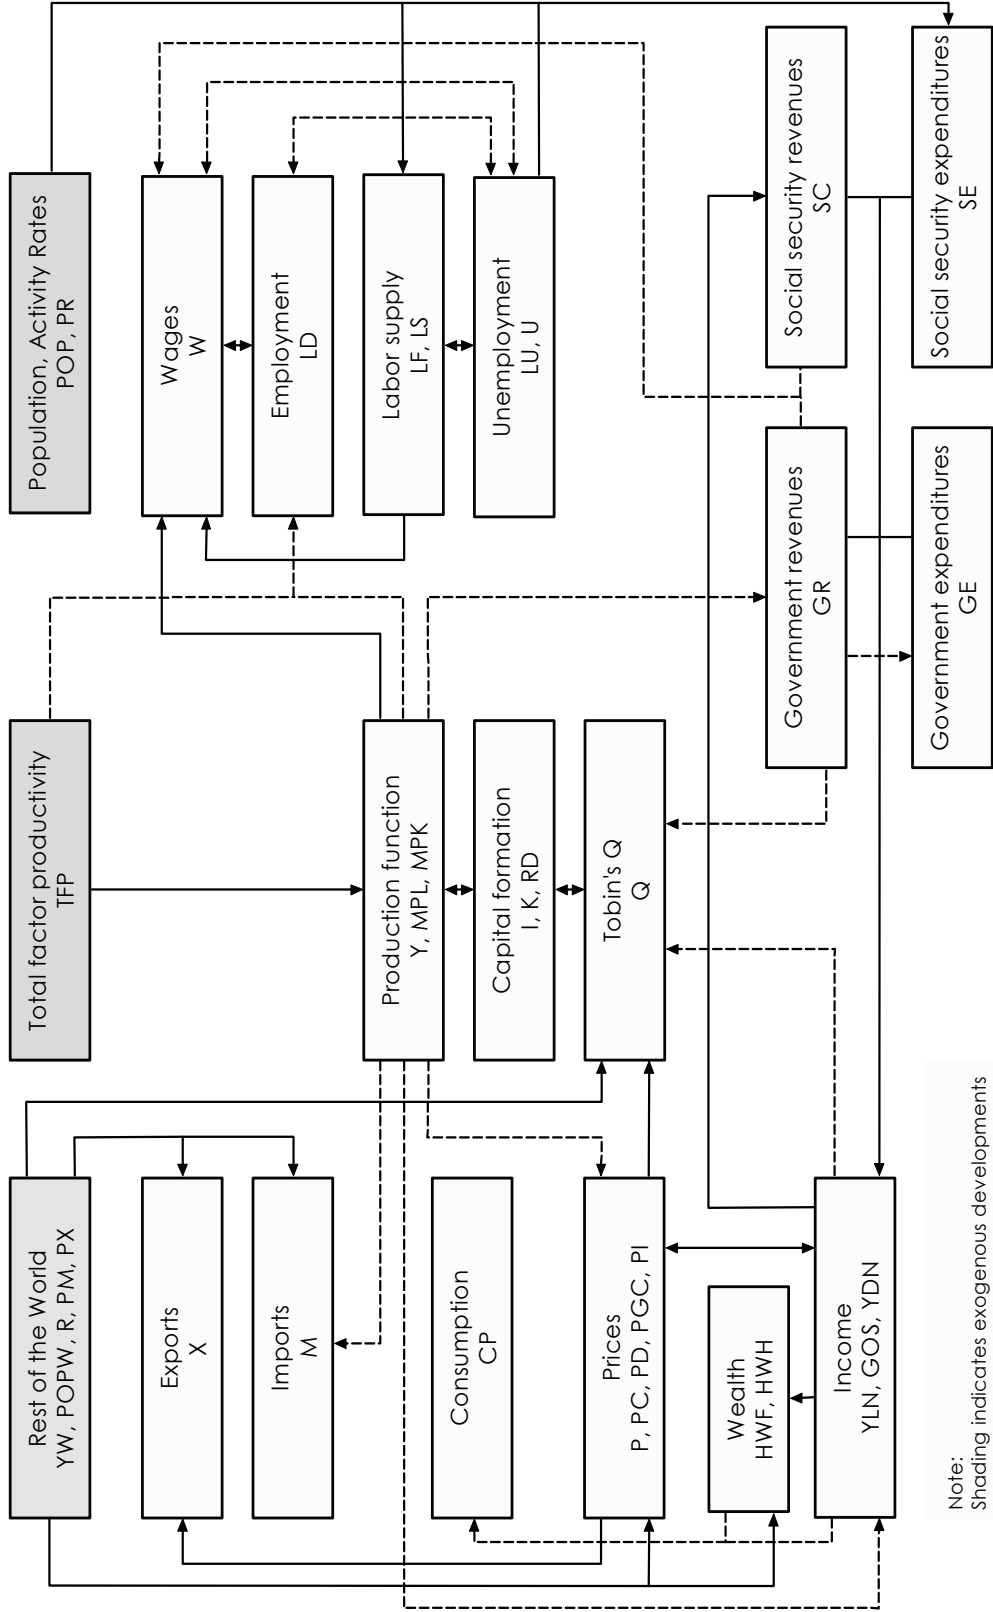 Rest of the World
YW, POPW, R, PM, PX
Exports
X
Imports
M
Consumption
CP
Prices
P, PC, PD, PGC, PI
Wealth
HWF, HWH
Income
YLN, GOS, YDN
Total factor productivity
TFP
Production function
Y, MPL, MPK
Capital formation
I, K, RD
Tobin's Q
Q
Population, Activity Rates
POP, PR
Wages
W
Employment
LD
Labor supply
LF, LS
Unemployment
LU, U
Government revenues
GR
Government expenditures
GE
Social security revenues
SC
Social security expenditures
SE
Note:
Shading indicates exogenous developments